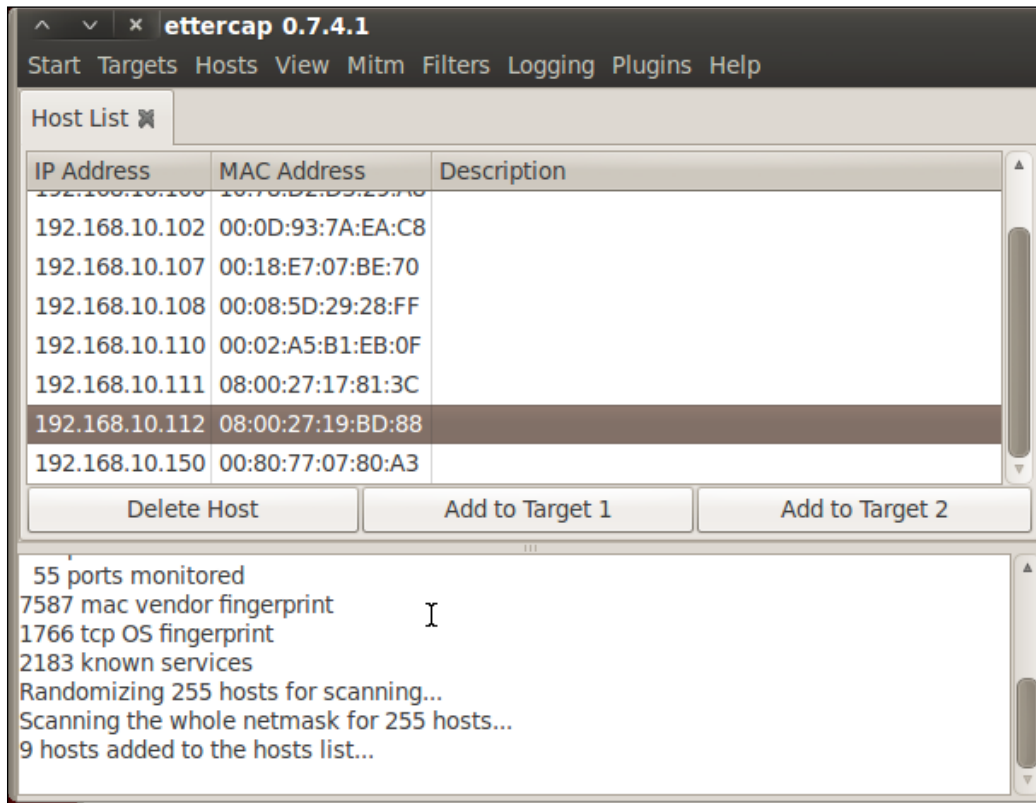 ettercap 0.7.4.1
Start Targets Hosts View Mitm Filters Logging Plugins Help
Host List
IP Address MAC Address Description
192.168.10.102 00:0D:93:7A:EA:C8
192.168.10.107 00:18:E7:07:BE:70
192.168.10.108 00:08:5D:29:28:FF
192.168.10.110 00:02:A5:B1:EB:0F
192.168.10.111 08:00:27:17:81:3C
192.168.10.112 08:00:27:19:BD:88
192.168.10.150 00:80:77:07:80:A3
Delete Host Add to Target 1 Add to Target 2
55 ports monitored
7587 mac vendor fingerprint
1766 tcp OS fingerprint
2183 known services
Randomizing 255 hosts for scanning...
Scanning the whole netmask for 255 hosts...
9 hosts added to the hosts list...